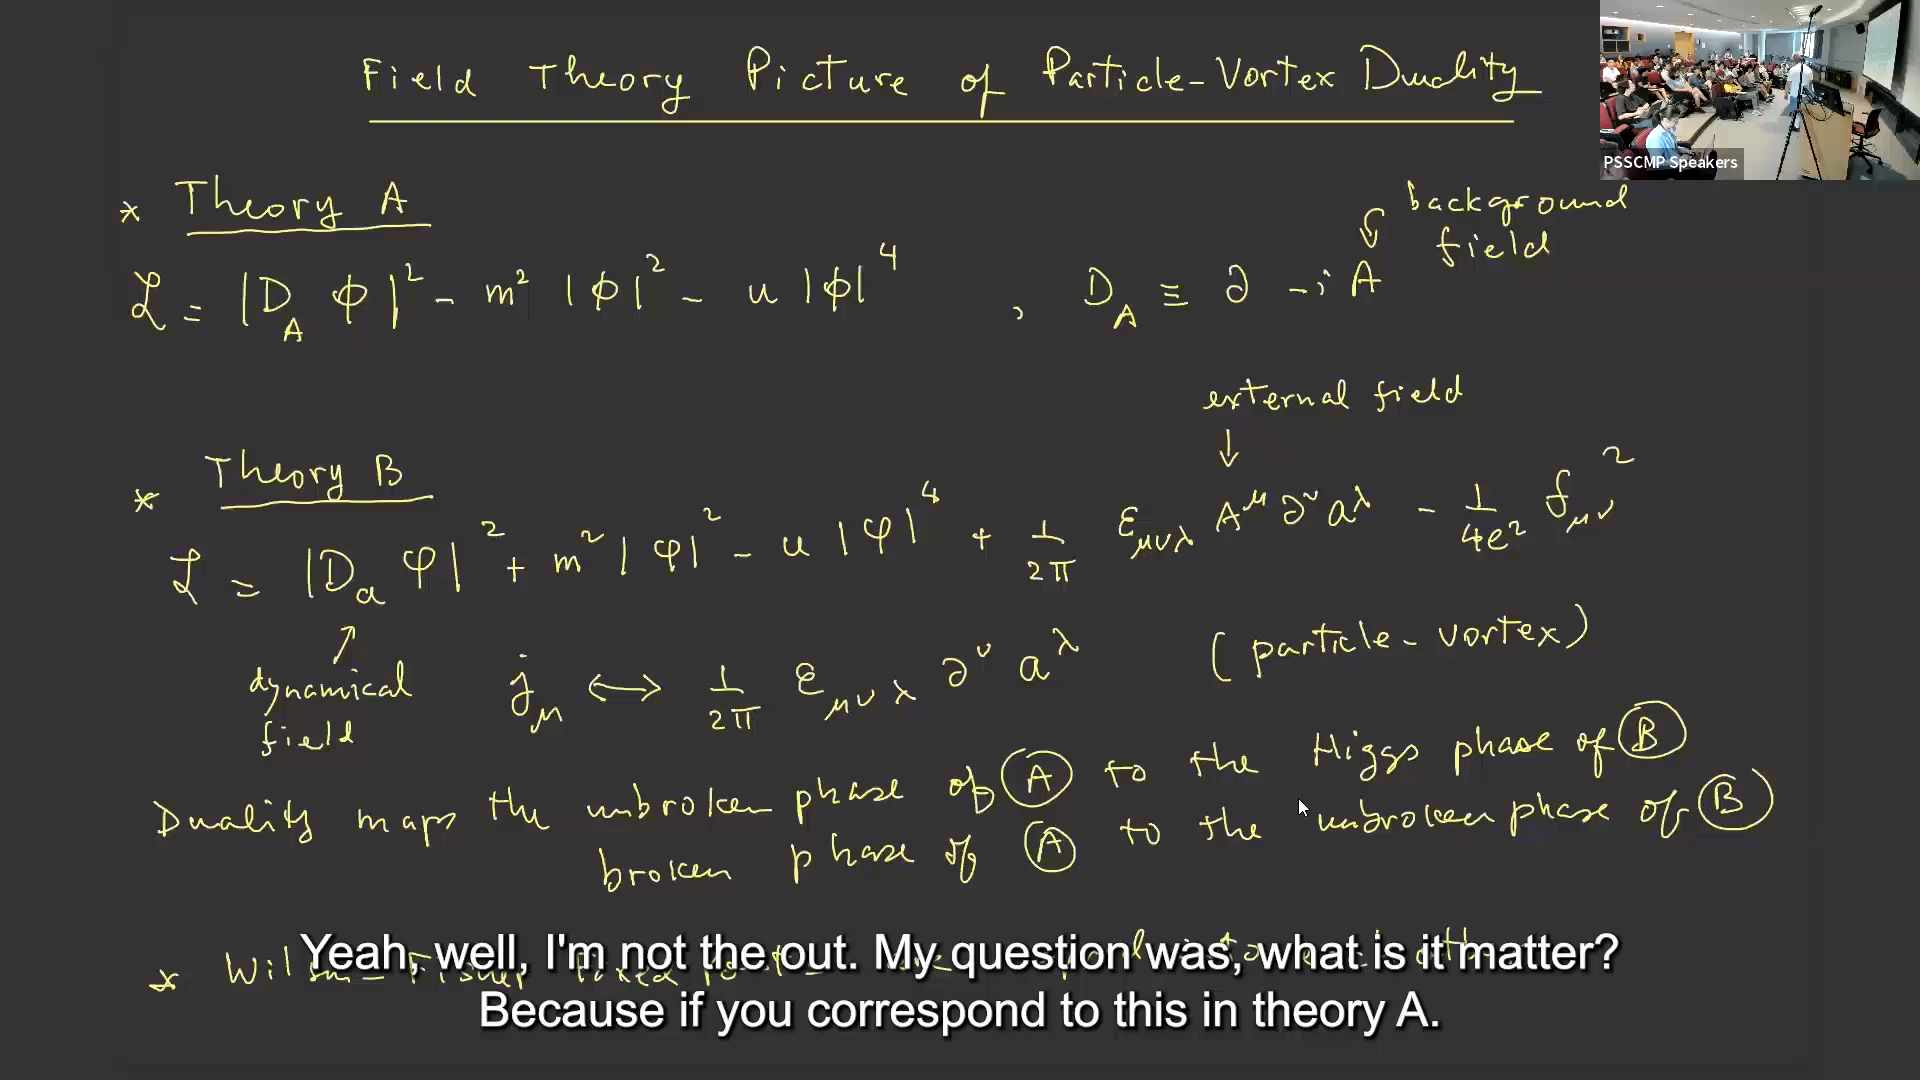 Field Theory Picture of Particle-Vortex Duality
PSSCMP Speakers
* Theory A
background field
ℒ = |D_A ϕ|² - m² |ϕ|² - u |ϕ|⁴ , D_A ≡ ∂ - i A
external field
* Theory B
ℒ = |D_a φ|² + m² |φ|² - u |φ|⁴ + 1/2π ε_μνλ A^μ ∂^ν a^λ - 1/4e² f_μν²
dynamical field
j_μ ↔ 1/2π ε_μνλ ∂^ν a^λ (particle-vortex)
Duality maps the unbroken phase of (A) to the Higgs phase of (B)
broken phase of (A) to the unbroken phase of (B)
* Wilson-Fisher
Yeah, well, I'm not the out. My question was, what is it matter?
Because if you correspond to this in theory A.